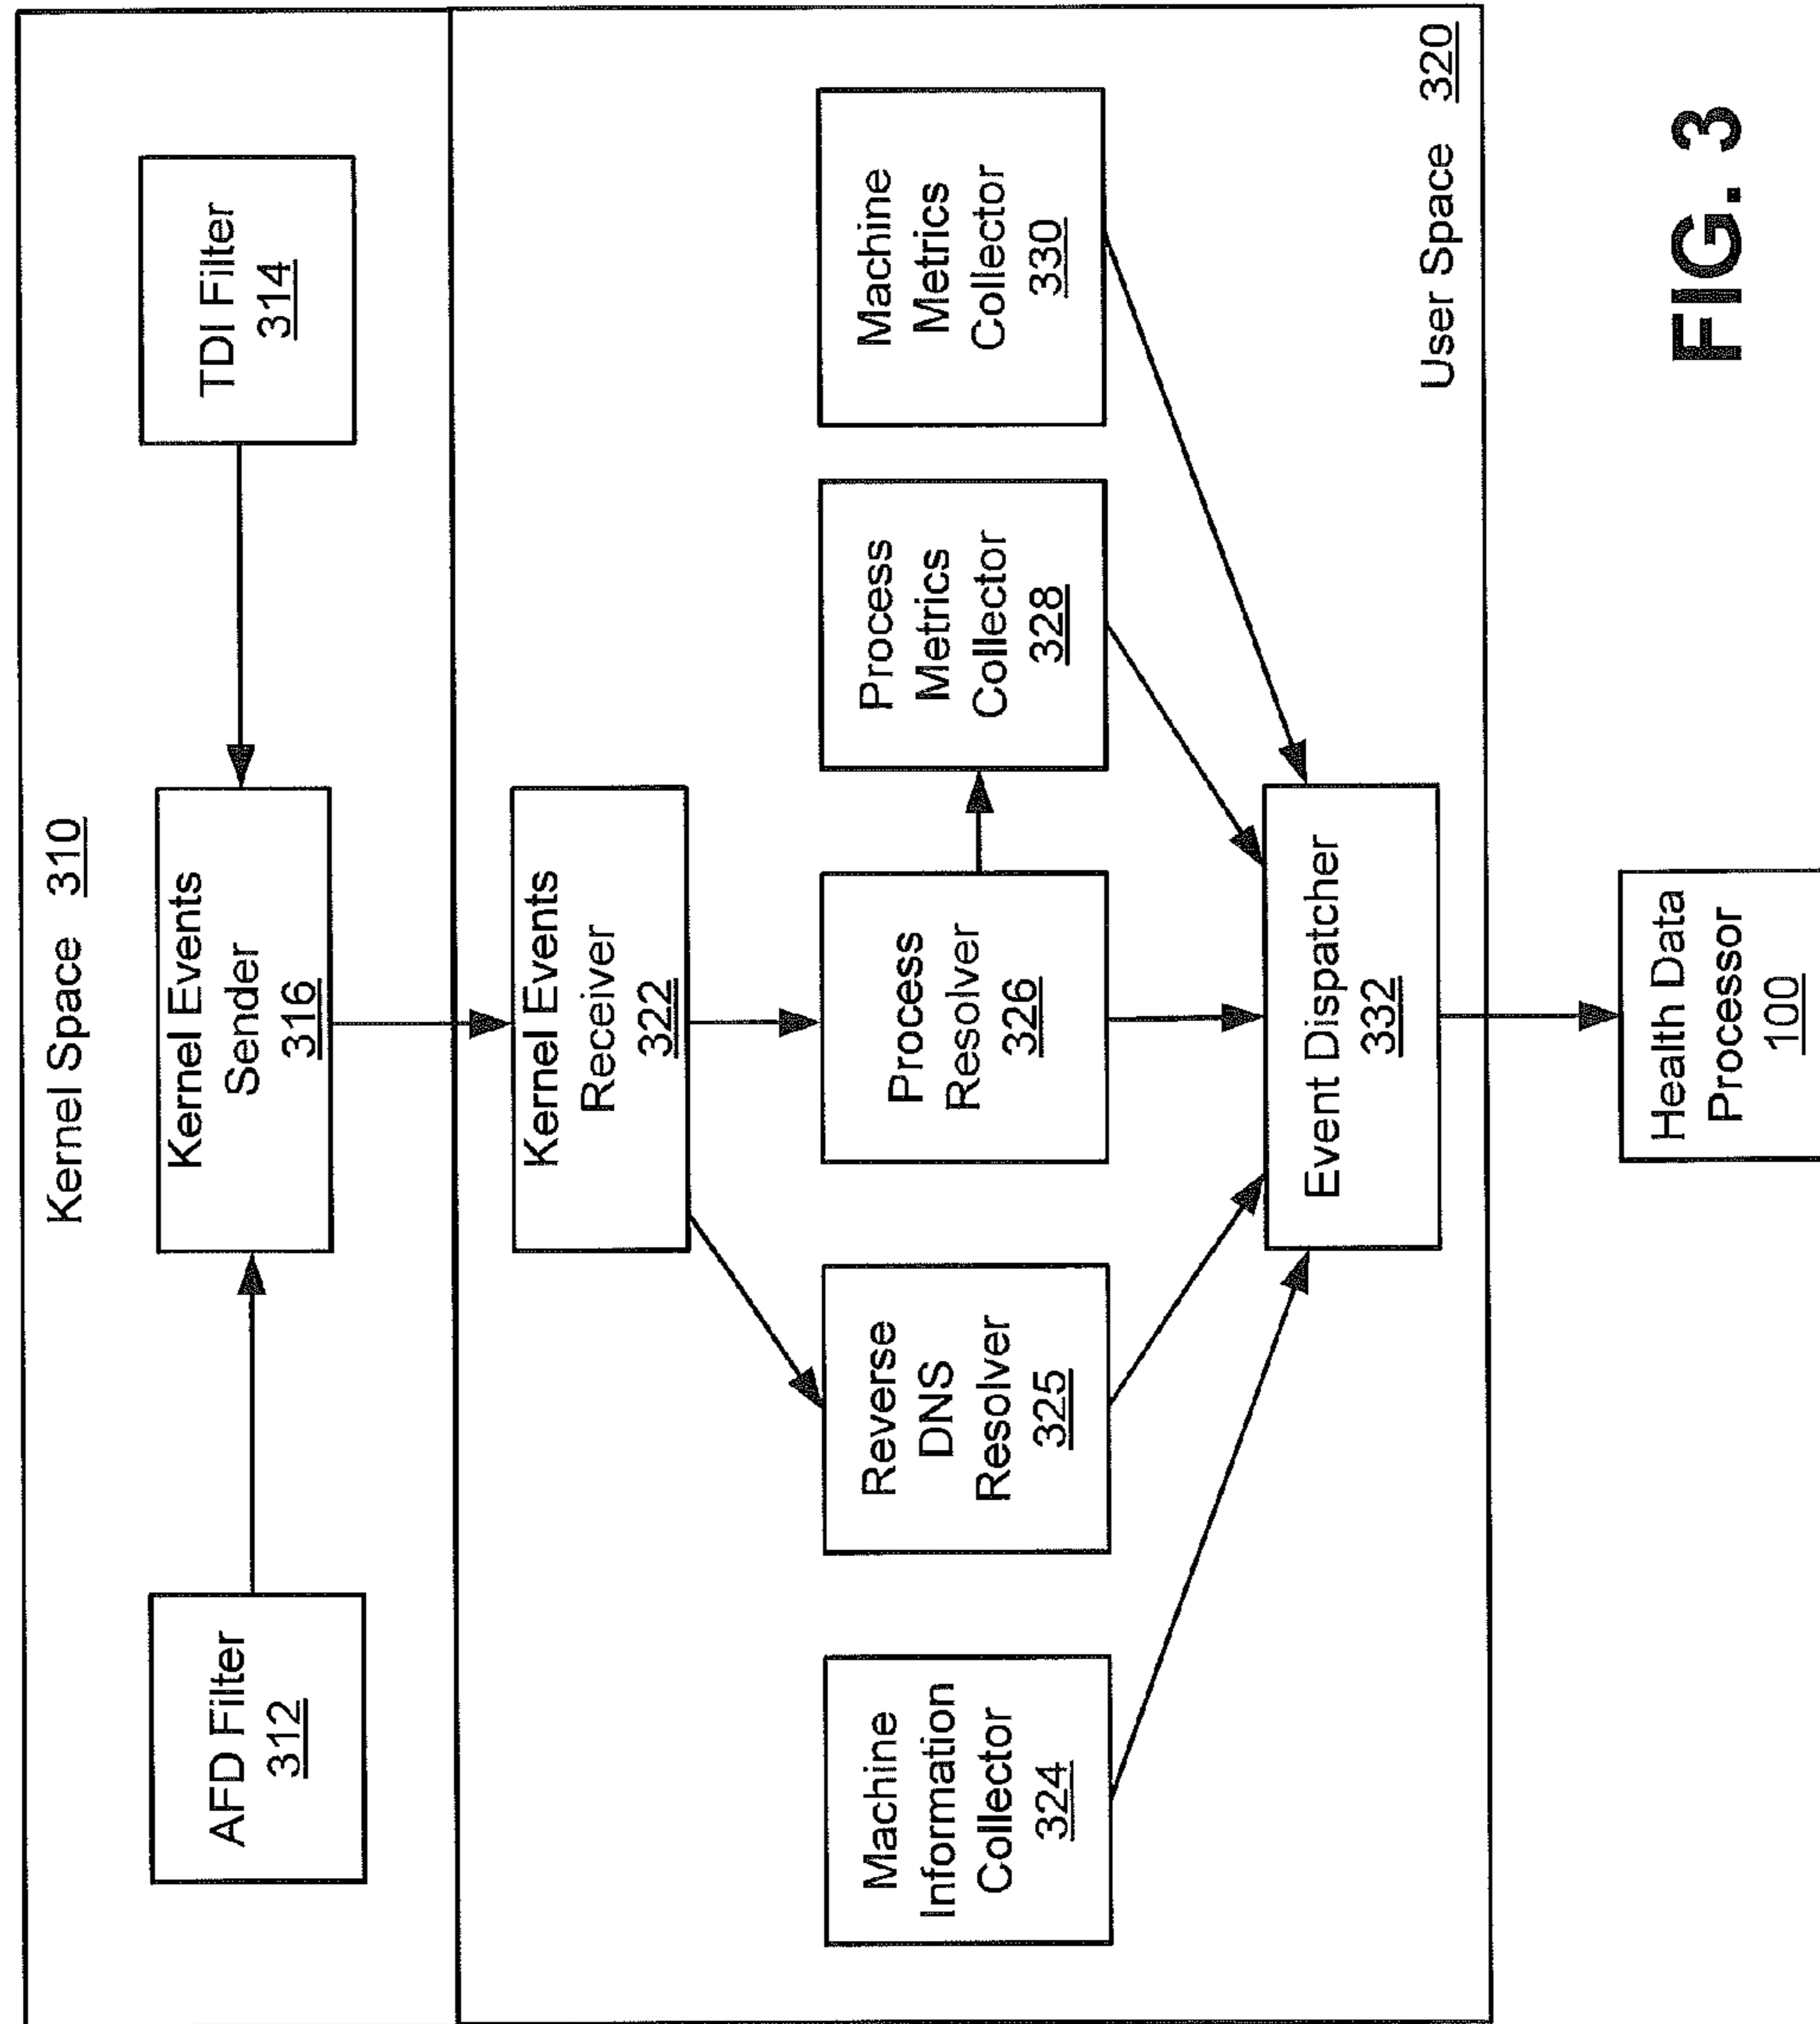 Kernel Space 310
AFD Filter
312
Kernel Events
Sender
316
TDI Filter
314
Kernel Events
Receiver
322
Machine
Information
Collector
324
Reverse
DNS
Resolver
325
Process
Resolver
326
Process
Metrics
Collector
328
Machine
Metrics
Collector
330
Event Dispatcher
332
User Space 320
Health Data
Processor
100
FIG. 3